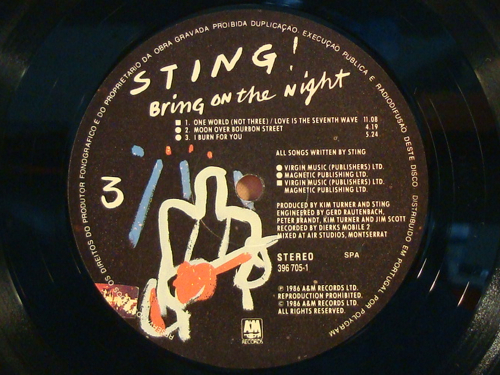 STING!
Bring on the Night
■ 1. ONE WORLD (NOT THREE) / LOVE IS THE SEVENTH WAVE 11.08
● 2. MOON OVER BOURBON STREET 4.19
● 3. I BURN FOR YOU 5.24
ALL SONGS WRITTEN BY STING
● VIRGIN MUSIC (PUBLISHERS) LTD.
MAGNETIC PUBLISHING LTD.
■ VIRGIN MUSIC (PUBLISHERS) LTD.
MAGNETIC PUBLISHING LTD.
3
PRODUCED BY KIM TURNER AND STING
ENGINEERED BY GERD RAUTENBACH,
PETER BRANDT, KIM TURNER AND JIM SCOTT
RECORDED BY DIERKS MOBILE 2
MIXED AT AIR STUDIOS, MONTSERRAT
STEREO SPA
396 705-1
℗ 1986 A&M RECORDS LTD.
REPRODUCTION PROHIBITED.
© 1986 A&M RECORDS LTD.
ALL RIGHTS RESERVED.
A&M
RECORDS
OS DIREITOS DO PRODUTOR FONOGRÁFICO E DO PROPRIETÁRIO DA OBRA GRAVADA PROIBIDA DUPLICAÇÃO, EXECUÇÃO PÚBLICA E RADIODIFUSÃO DESTE DISCO DISTRIBUIDO EM PORTUGAL POR POLYGRAM